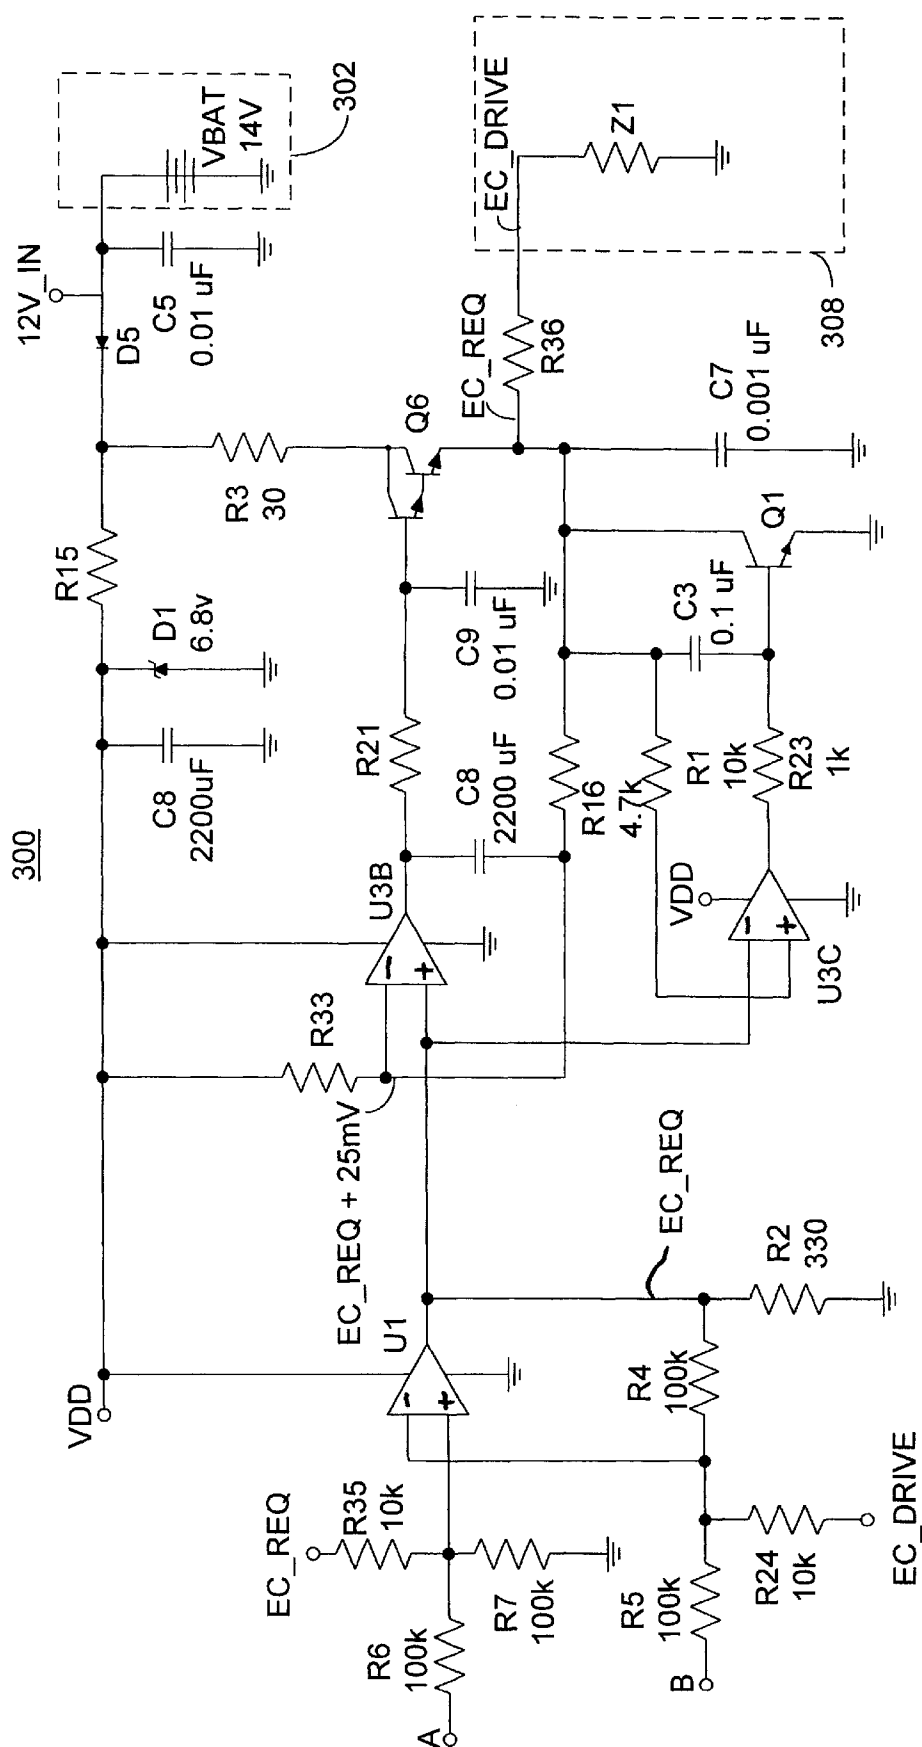 300
12V_IN
VBAT
14V
302
C5
0.01 uF
D5
R15
D1
6.8v
C8
2200uF
R3
30
Q6
EC_DRIVE
Z1
EC_REQ
R36
308
C7
0.001 uF
Q1
C3
0.1 uF
C9
0.01 uF
R21
C8
2200 uF
R16
4.7k
R1
10k
R23
1k
VDD
U3C
-
+
U3B
-
+
R33
EC_REQ + 25mV
EC_REQ
VDD
U1
-
+
R2
330
R4
100k
EC_REQ
R35
10k
R7
100k
R6
100k
A
R5
100k
B
R24
10k
EC_DRIVE